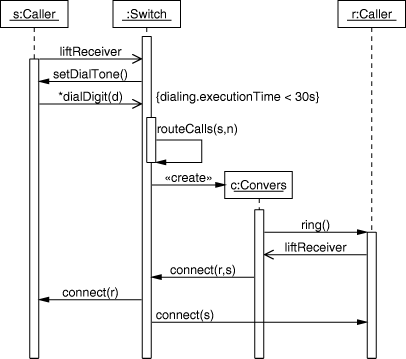 s:Caller
:Switch
r:Caller
liftReceiver
setDialTone()
*dialDigit(d)
{dialing.executionTime < 30s}
routeCalls(s,n)
«create»
c:Convers
ring()
liftReceiver
connect(r,s)
connect(r)
connect(s)